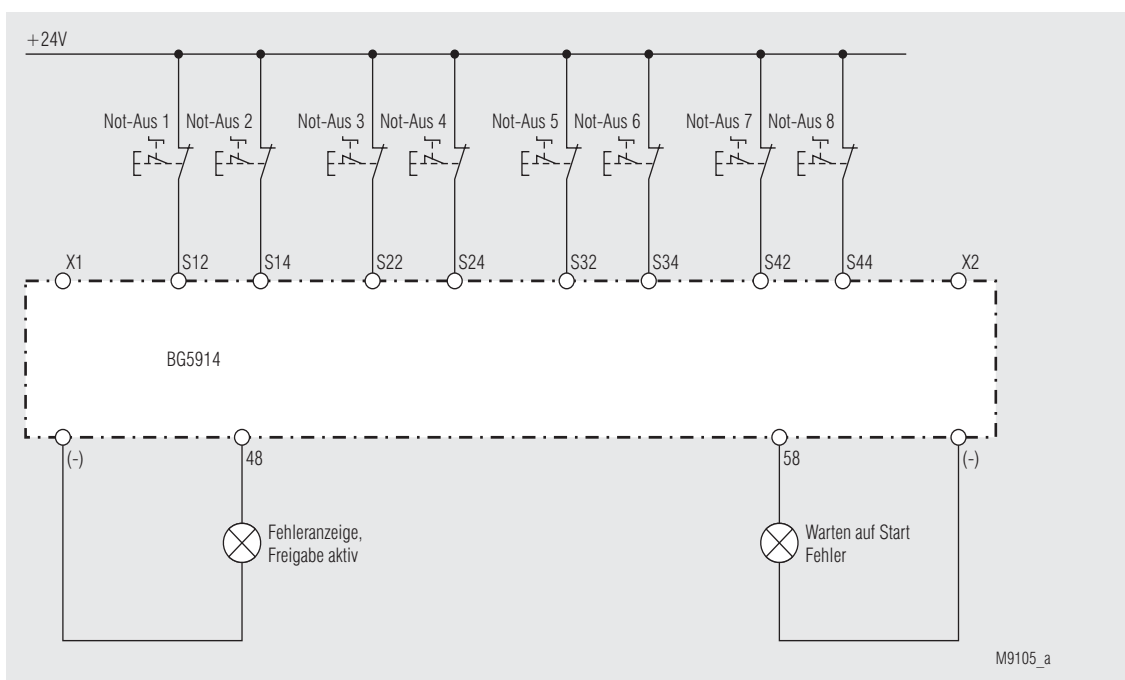 +24V
Not-Aus 1 Not-Aus 2 Not-Aus 3 Not-Aus 4 Not-Aus 5 Not-Aus 6 Not-Aus 7 Not-Aus 8
X1 S12 S14 S22 S24 S32 S34 S42 S44 X2
BG5914
(-) 48 58 (-)
Fehleranzeige,
Freigabe aktiv
Warten auf Start
Fehler
M9105_a